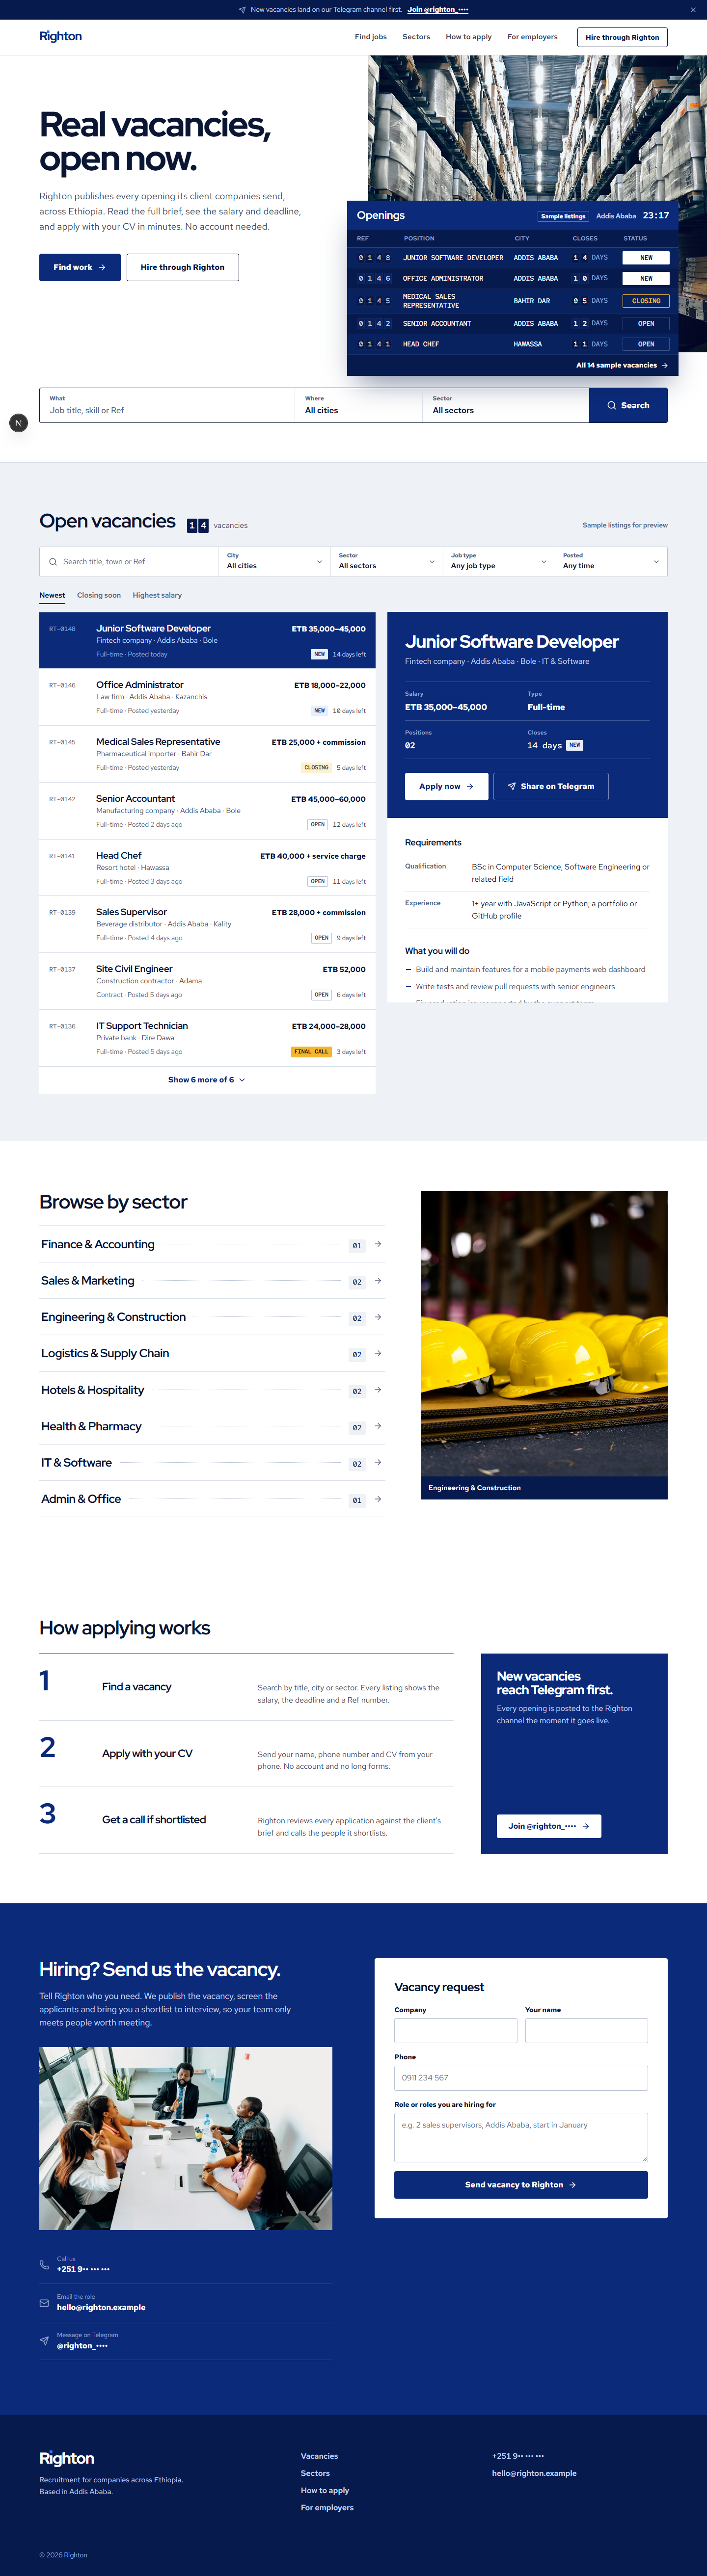 New vacancies land on our Telegram channel first. Join @righton_••••
Righton
Find jobs
Sectors
How to apply
For employers
Hire through Righton
Real vacancies,
open now.
Righton publishes every opening its client companies send,
across Ethiopia. Read the full brief, see the salary and deadline,
and apply with your CV in minutes. No account needed.
Find work
Hire through Righton
Openings
Sample listings
Addis Ababa 23:17
REF POSITION CITY CLOSES STATUS
0148 JUNIOR SOFTWARE DEVELOPER ADDIS ABABA 14 DAYS NEW
0146 OFFICE ADMINISTRATOR ADDIS ABABA 10 DAYS NEW
0145 MEDICAL SALES REPRESENTATIVE BAHIR DAR 05 DAYS CLOSING
0142 SENIOR ACCOUNTANT ADDIS ABABA 12 DAYS OPEN
0141 HEAD CHEF HAWASSA 11 DAYS OPEN
All 14 sample vacancies
What
Job title, skill or Ref
Where
All cities
Sector
All sectors
Search
N
Open vacancies 14 vacancies
Sample listings for preview
Search title, town or Ref
City
All cities
Sector
All sectors
Job type
Any job type
Posted
Any time
Newest
Closing soon
Highest salary
RT-0148 Junior Software Developer ETB 35,000–45,000
Fintech company · Addis Ababa · Bole
Full-time · Posted today NEW 14 days left
RT-0146 Office Administrator ETB 18,000–22,000
Law firm · Addis Ababa · Kazanchis
Full-time · Posted yesterday NEW 10 days left
RT-0145 Medical Sales Representative ETB 25,000 + commission
Pharmaceutical importer · Bahir Dar
Full-time · Posted yesterday CLOSING 5 days left
RT-0142 Senior Accountant ETB 45,000–60,000
Manufacturing company · Addis Ababa · Bole
Full-time · Posted 2 days ago OPEN 12 days left
RT-0141 Head Chef ETB 40,000 + service charge
Resort hotel · Hawassa
Full-time · Posted 3 days ago OPEN 11 days left
RT-0139 Sales Supervisor ETB 28,000 + commission
Beverage distributor · Addis Ababa · Kality
Full-time · Posted 4 days ago OPEN 9 days left
RT-0137 Site Civil Engineer ETB 52,000
Construction contractor · Adama
Contract · Posted 5 days ago OPEN 6 days left
RT-0136 IT Support Technician ETB 24,000–28,000
Private bank · Dire Dawa
Full-time · Posted 5 days ago FINAL CALL 3 days left
Show 6 more of 6
Junior Software Developer
Fintech company · Addis Ababa · Bole · IT & Software
Salary
ETB 35,000–45,000
Type
Full-time
Positions
02
Closes
14 days NEW
Apply now
Share on Telegram
Requirements
Qualification
BSc in Computer Science, Software Engineering or
related field
Experience
1+ year with JavaScript or Python; a portfolio or
GitHub profile
What you will do
Build and maintain features for a mobile payments web dashboard
Write tests and review pull requests with senior engineers
Browse by sector
Finance & Accounting 01
Sales & Marketing 02
Engineering & Construction 02
Logistics & Supply Chain 02
Hotels & Hospitality 02
Health & Pharmacy 02
IT & Software 02
Admin & Office 01
Engineering & Construction
How applying works
1 Find a vacancy
Search by title, city or sector. Every listing shows the
salary, the deadline and a Ref number.
2 Apply with your CV
Send your name, phone number and CV from your
phone. No account and no long forms.
3 Get a call if shortlisted
Righton reviews every application against the client's
brief and calls the people it shortlists.
New vacancies
reach Telegram first.
Every opening is posted to the Righton
channel the moment it goes live.
Join @righton_••••
Hiring? Send us the vacancy.
Tell Righton who you need. We publish the vacancy, screen the
applicants and bring you a shortlist to interview, so your team only
meets people worth meeting.
Call us
+251 9•• ••• •••
Email the role
hello@righton.example
Message on Telegram
@righton_••••
Vacancy request
Company
Your name
Phone
0911 234 567
Role or roles you are hiring for
e.g. 2 sales supervisors, Addis Ababa, start in January
Send vacancy to Righton
Righton
Recruitment for companies across Ethiopia.
Based in Addis Ababa.
Vacancies
Sectors
How to apply
For employers
+251 9•• ••• •••
hello@righton.example
© 2026 Righton